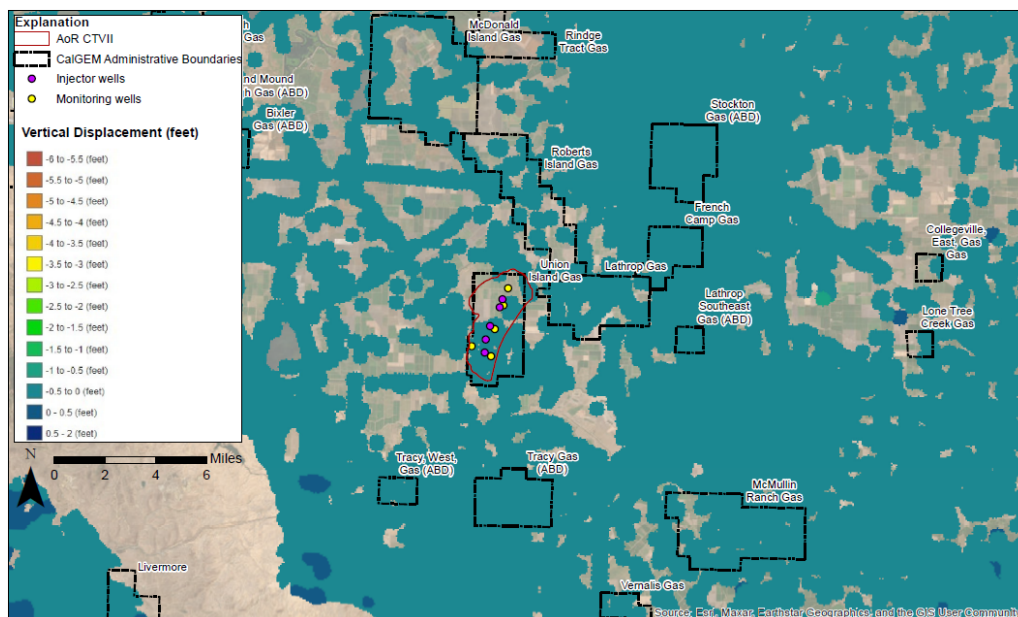 Explanation
AoR CTVII
CalGEM Administrative Boundaries
Injector wells
Monitoring wells
Vertical Displacement (feet)
-6 to -5.5 (feet)
-5.5 to -5 (feet)
-5 to -4.5 (feet)
-4.5 to -4 (feet)
-4 to -3.5 (feet)
-3.5 to -3 (feet)
-3 to -2.5 (feet)
-2.5 to -2 (feet)
-2 to -1.5 (feet)
-1.5 to -1 (feet)
-1 to -0.5 (feet)
-0.5 to 0 (feet)
0 - 0.5 (feet)
0.5 - 2 (feet)
N
Miles
0 2 4 6
Gas
McDonald
Island Gas
Rindge
Tract Gas
nd Mound
Gas (ABD)
Bixler
Gas (ABD)
Stockton
Gas (ABD)
Roberts
Island Gas
French
Camp Gas
Collegeville,
East, Gas
Gas
Union
Island Gas
Lathrop Gas
Lathrop
Southeast
Gas (ABD)
Lone Tree
Creek Gas
Tracy, West,
Gas (ABD)
Tracy Gas
(ABD)
McMullin
Ranch Gas
Livermore
Vernalis Gas
Source: Esri, Maxar, Earthstar Geographics, and the GIS User Communit